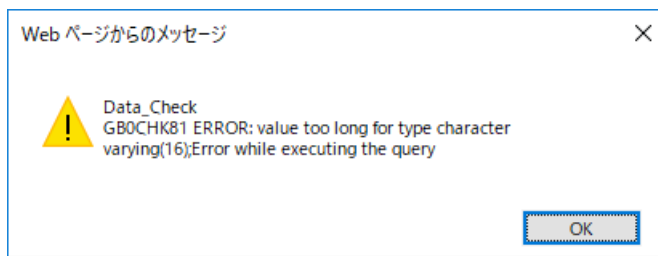 Web ページからのメッセージ
Data_Check
GB0CHK81 ERROR: value too long for type character
varying(16);Error while executing the query
OK